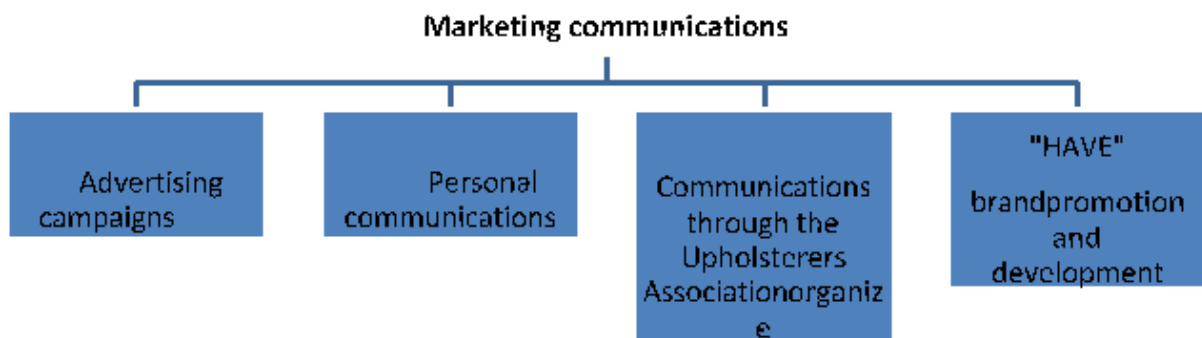 Marketing communications
Advertising
campaigns
Personal
communications
Communications
through the
Upholsterers
Associationorganiz
e
"HAVE"
brandpromotion
and
development